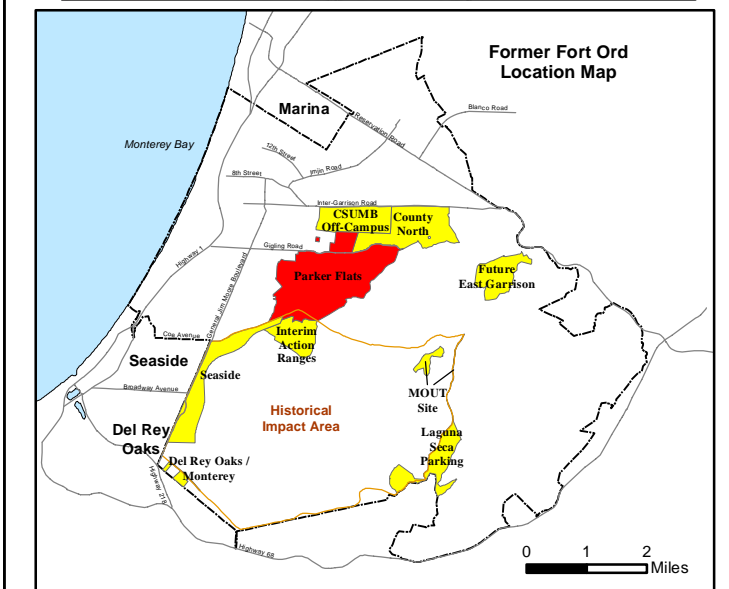 Former Fort Ord
Location Map
Marina
Blanco Road
Reservation Road
Monterey Bay
12th Street
Imjin Road
8th Street
Inter-Garrison Road
CSUMB
Off-Campus
County
North
Gigling Road
Highway 1
General Jim Moore Boulevard
Parker Flats
Future
East Garrison
Coe Avenue
Interim
Action
Ranges
Seaside
Seaside
Broadway Avenue
MOUT
Site
Historical
Impact Area
Del Rey
Oaks
Laguna
Seca
Parking
Del Rey Oaks /
Monterey
Highway 218
Highway 68
0 1 2
Miles